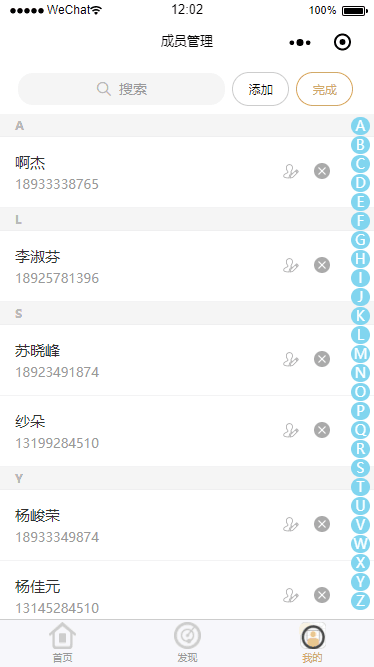 WeChat 12:02 100%
成员管理
搜索 添加 完成
A
啊杰
18933338765
L
李淑芬
18925781396
S
苏晓峰
18923491874
纱朵
13199284510
Y
杨峻荣
18933349874
杨佳元
13145284510
A
B
C
D
E
F
G
H
I
J
K
L
M
N
O
P
Q
R
S
T
U
V
W
X
Y
Z
首页 发现 我的